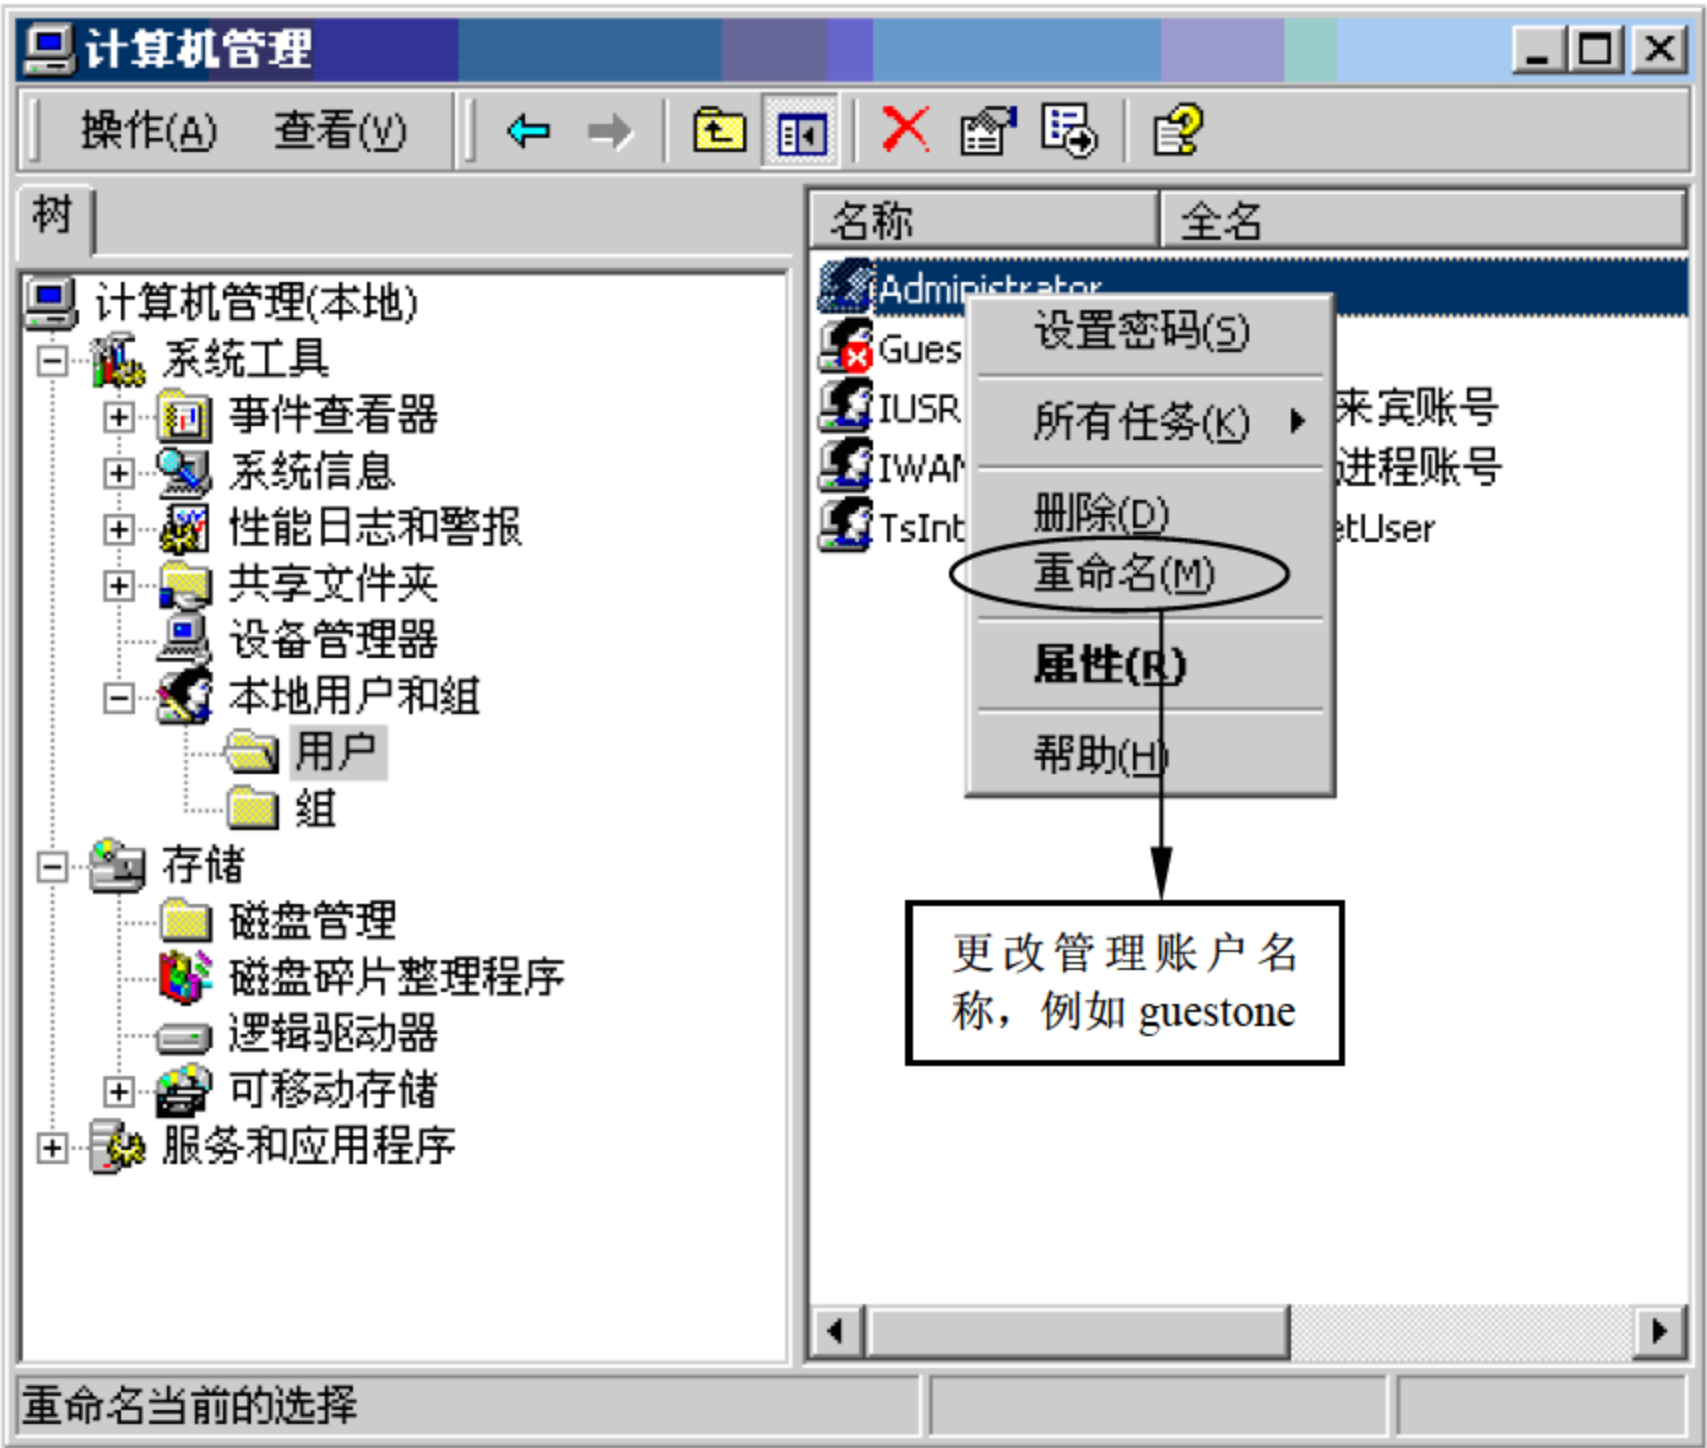 计算机管理
操作(A) 查看(V)
树
名称 全名
计算机管理(本地)
系统工具
事件查看器
系统信息
性能日志和警报
共享文件夹
设备管理器
本地用户和组
用户
组
存储
磁盘管理
磁盘碎片整理程序
逻辑驱动器
可移动存储
服务和应用程序
Administrator
Gues
IUSR 来宾账号
IWAM 进程账号
TsInt etUser
设置密码(S)
所有任务(K)
删除(D)
重命名(M)
属性(R)
帮助(H)
更改管理账户名
称，例如 guestone
重命名当前的选择